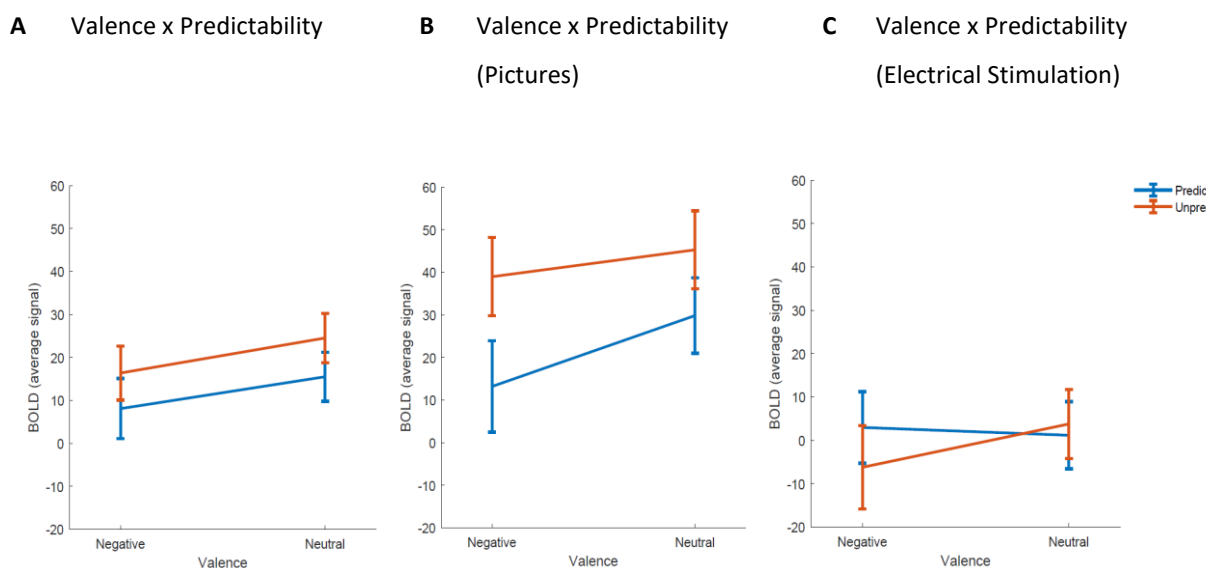 A Valence x Predictability
B Valence x Predictability
(Pictures)
C Valence x Predictability
(Electrical Stimulation)
60
50
40
30
20
10
0
-10
-20
BOLD (average signal)
Negative
Neutral
Valence
60
50
40
30
20
10
0
-10
-20
BOLD (average signal)
Negative
Neutral
Valence
60
50
40
30
20
10
0
-10
-20
BOLD (average signal)
Negative
Neutral
Valence
Predic
Unpre